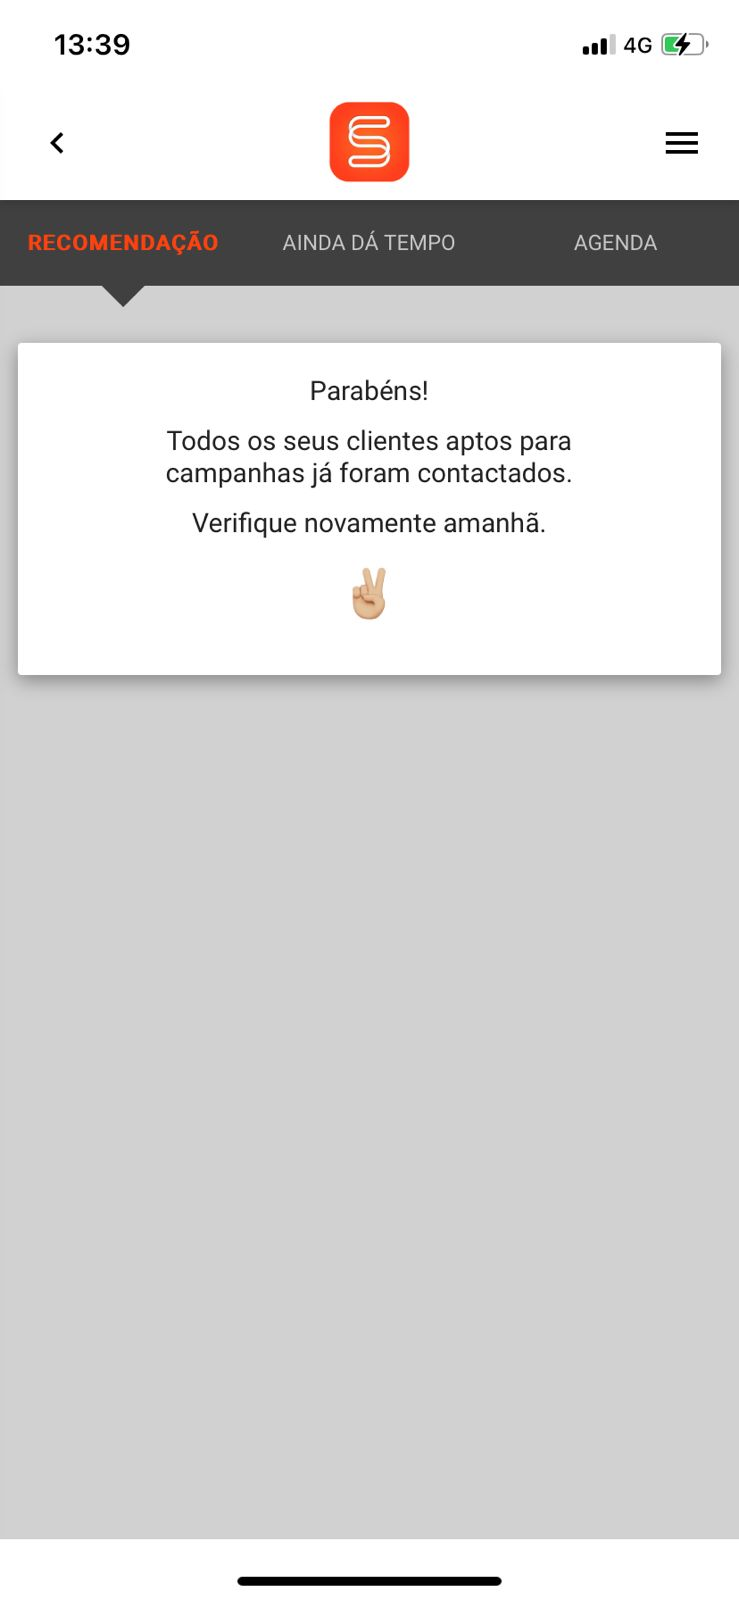 13:39
4G
RECOMENDAÇÃO
AINDA DÁ TEMPO
AGENDA
Parabéns!
Todos os seus clientes aptos para
campanhas já foram contactados.
Verifique novamente amanhã.